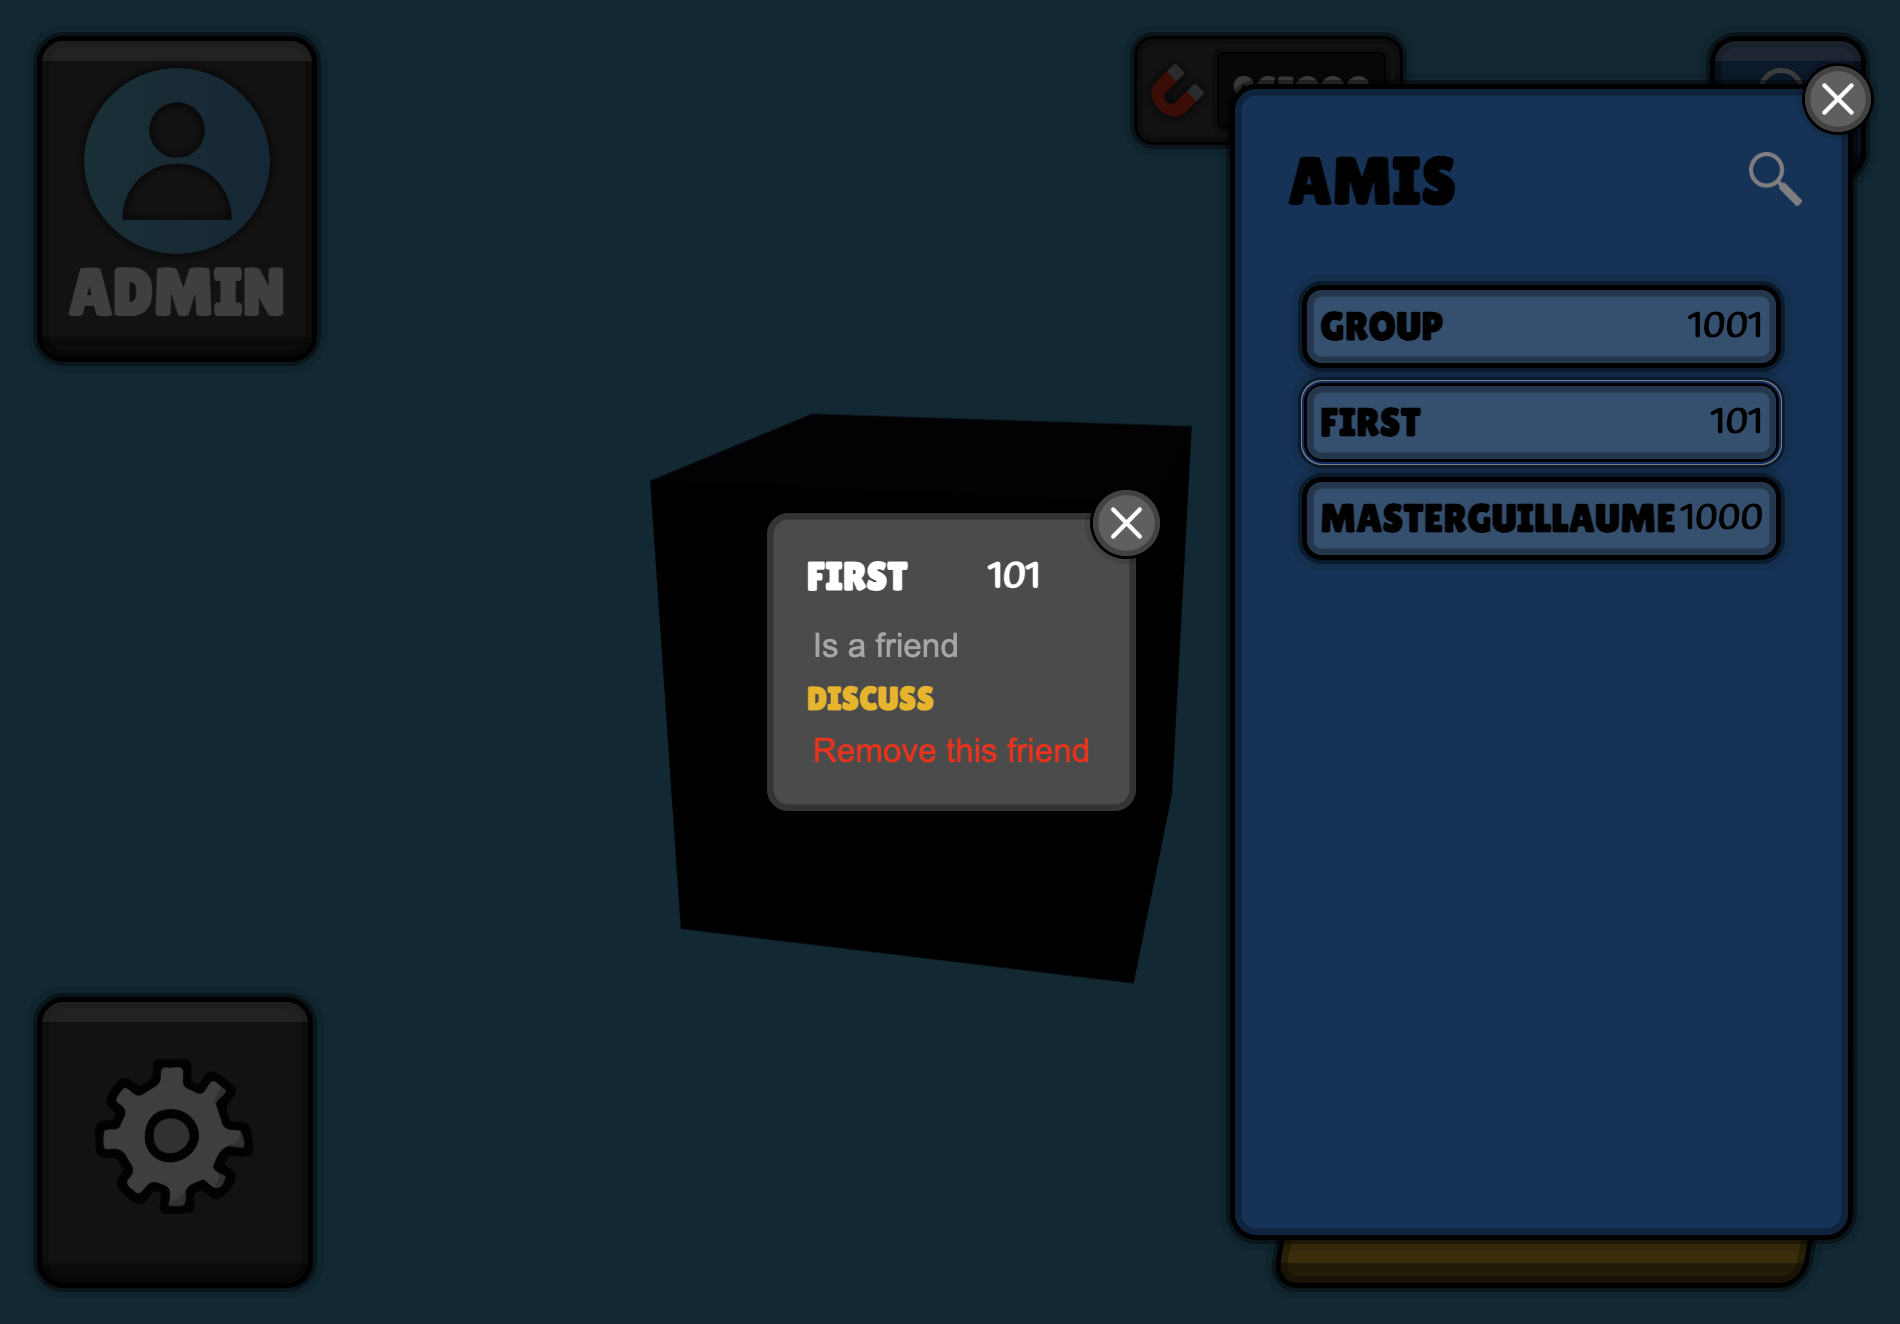 ADMIN
AMIS
GROUP 1001
FIRST 101
MASTERGUILLAUME 1000
FIRST 101
Is a friend
DISCUSS
Remove this friend